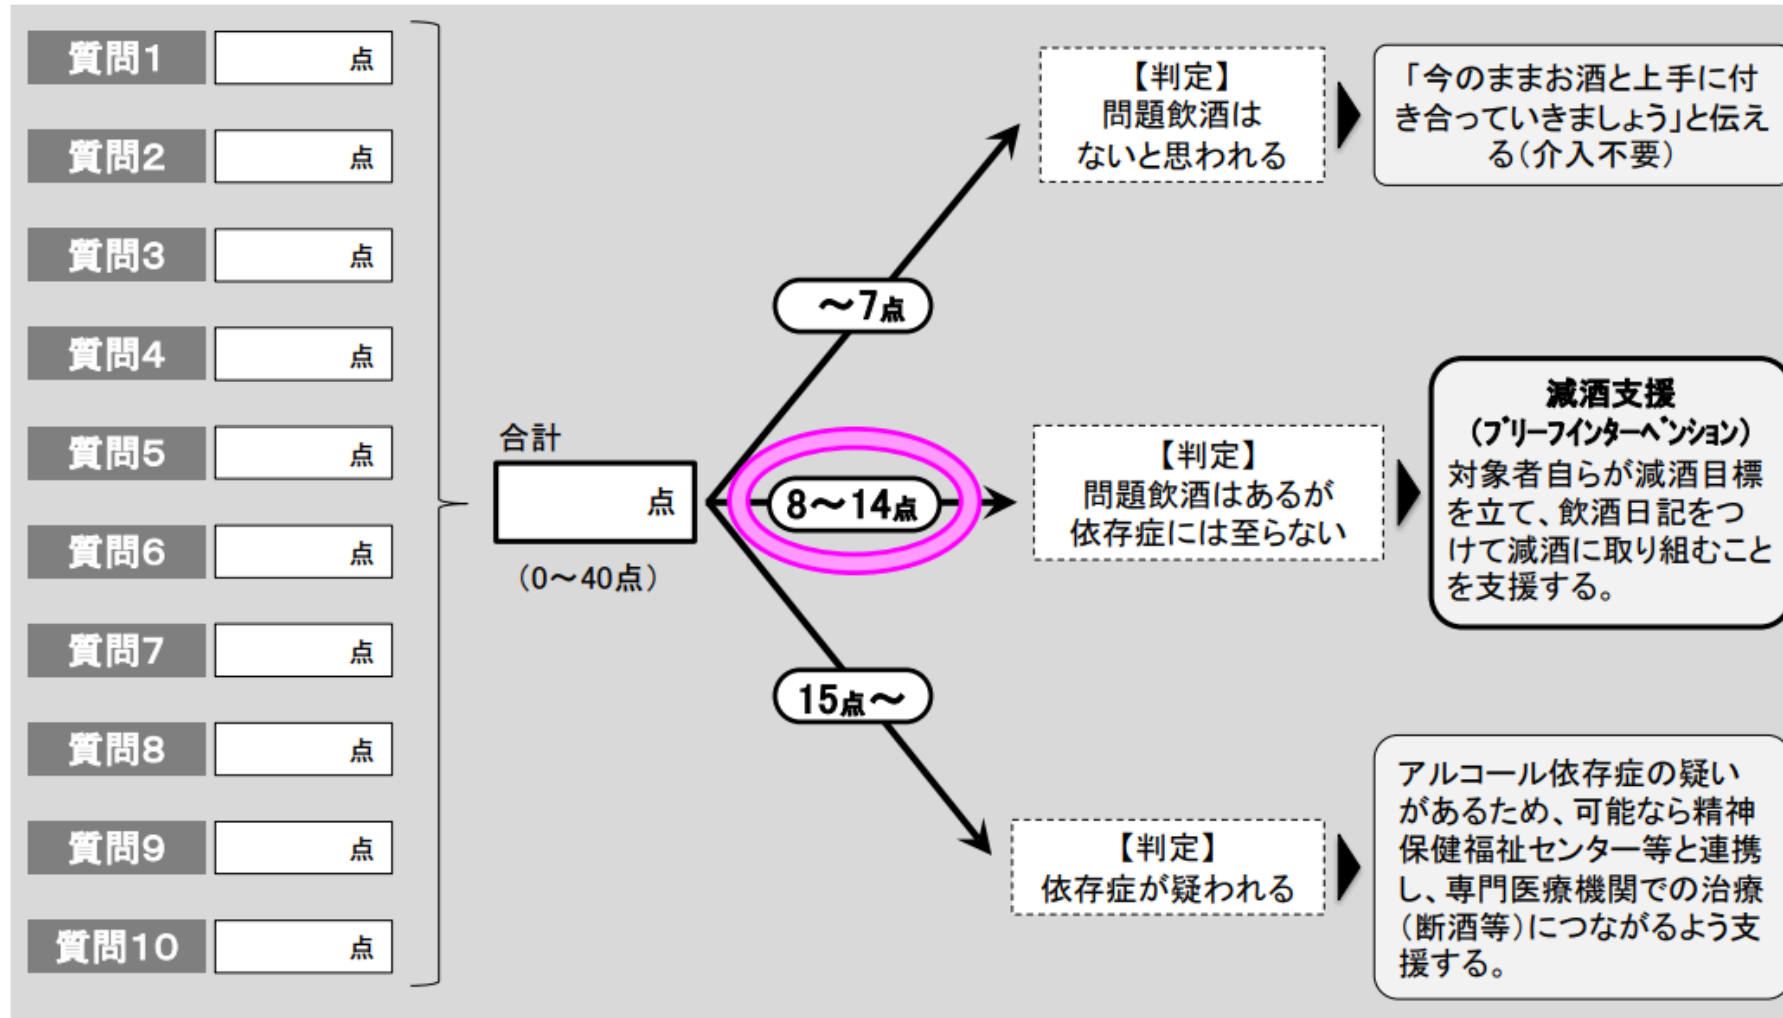 質問1 点
質問2 点
質問3 点
質問4 点
質問5 点
質問6 点
質問7 点
質問8 点
質問9 点
質問10 点
合計
点
（0～40点）
～7点
8～14点
15点～
【判定】
問題飲酒は
ないと思われる
「今のままお酒と上手に付
き合っていきましょう」と伝え
る（介入不要）
【判定】
問題飲酒はあるが
依存症には至らない
減酒支援
（ﾌﾞﾘｰﾌｲﾝﾀｰﾍﾞﾝｼｮﾝ）
対象者自らが減酒目標
を立て、飲酒日記をつ
けて減酒に取り組むこと
を支援する。
【判定】
依存症が疑われる
アルコール依存症の疑い
があるため、可能なら精神
保健福祉センター等と連携
し、専門医療機関での治療
（断酒等）につながるよう支
援する。